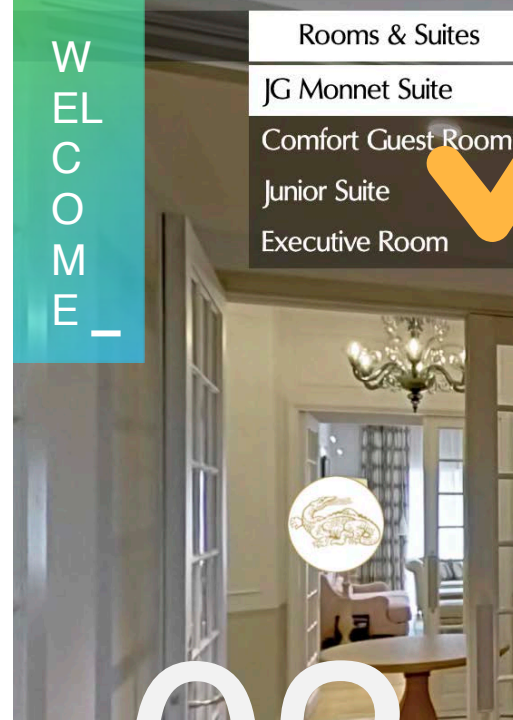 W
EL
C
O
M
E _
Rooms & Suites
JG Monnet Suite
Comfort Guest Room
Junior Suite
Executive Room